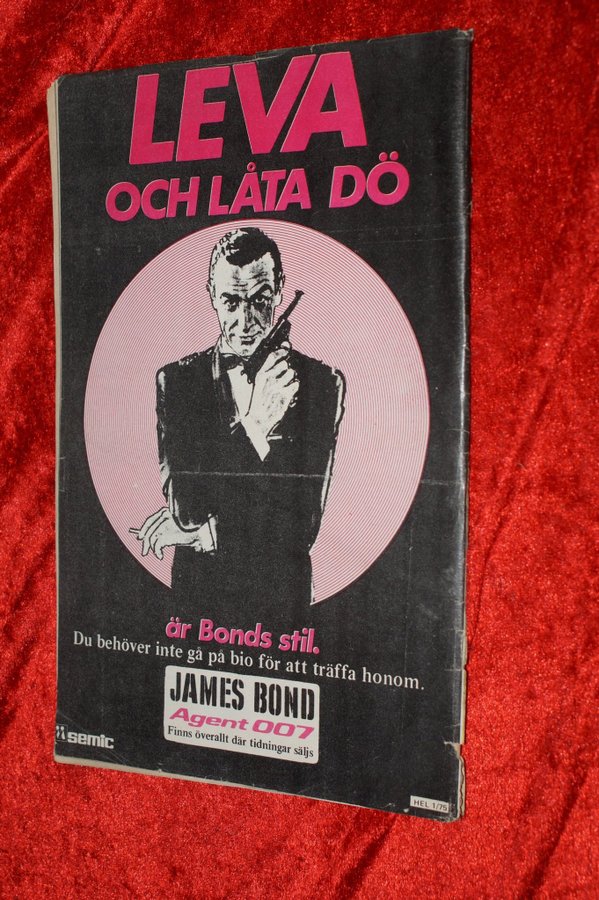 LEVA
OCH LÅTA DÖ
är Bonds stil.
Du behöver inte gå på bio för att träffa honom.
JAMES BOND
Agent 007
Finns överallt där tidningar säljs
semic
HEL 1/75